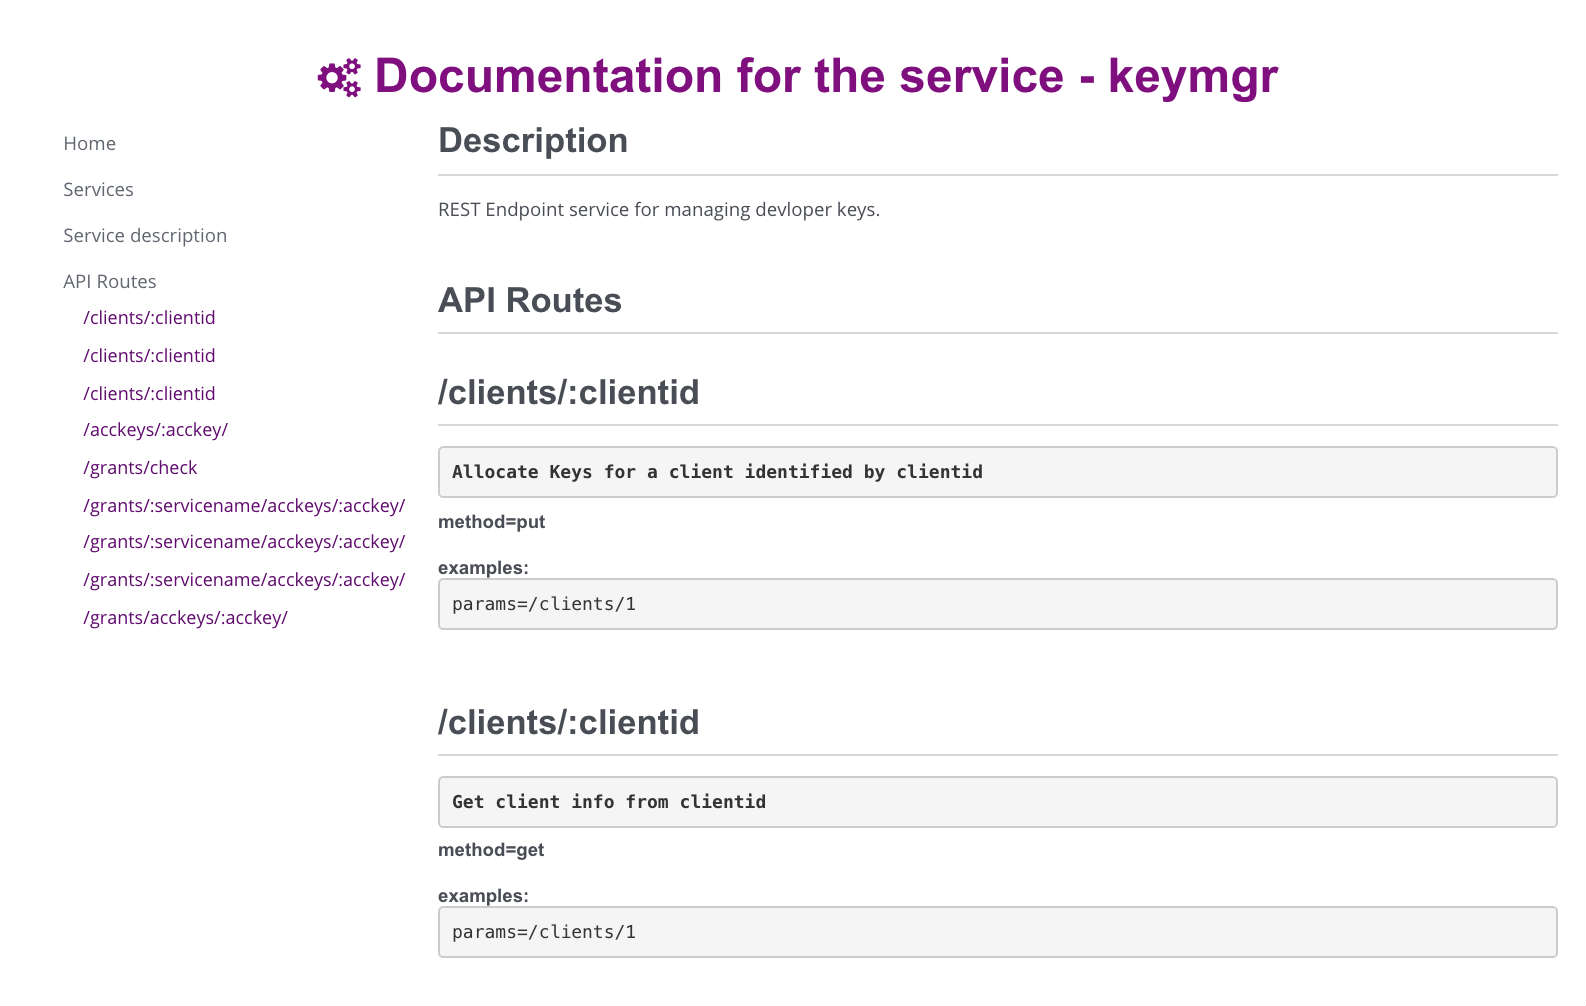 Documentation for the service - keymgr
Home
Services
Service description
API Routes
/clients/:clientid
/clients/:clientid
/clients/:clientid
/acckeys/:acckey/
/grants/check
/grants/:servicename/acckeys/:acckey/
/grants/:servicename/acckeys/:acckey/
/grants/:servicename/acckeys/:acckey/
/grants/acckeys/:acckey/
Description
REST Endpoint service for managing devloper keys.
API Routes
/clients/:clientid
Allocate Keys for a client identified by clientid
method=put
examples:
params=/clients/1
/clients/:clientid
Get client info from clientid
method=get
examples:
params=/clients/1